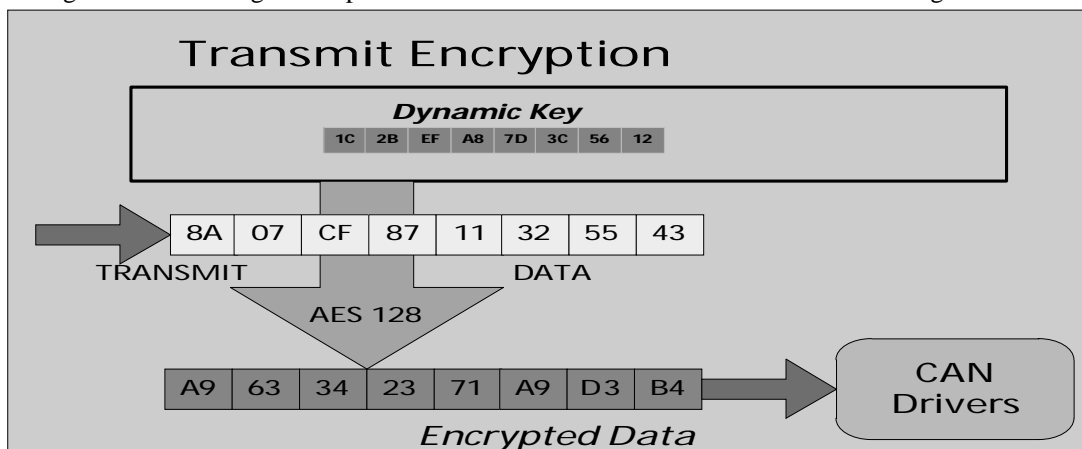 Transmit Encryption
Dynamic Key
1C 2B EF A8 7D 3C 56 12
8A 07 CF 87 11 32 55 43
TRANSMIT DATA
AES 128
A9 63 34 23 71 A9 D3 B4
CAN
Drivers
Encrypted Data